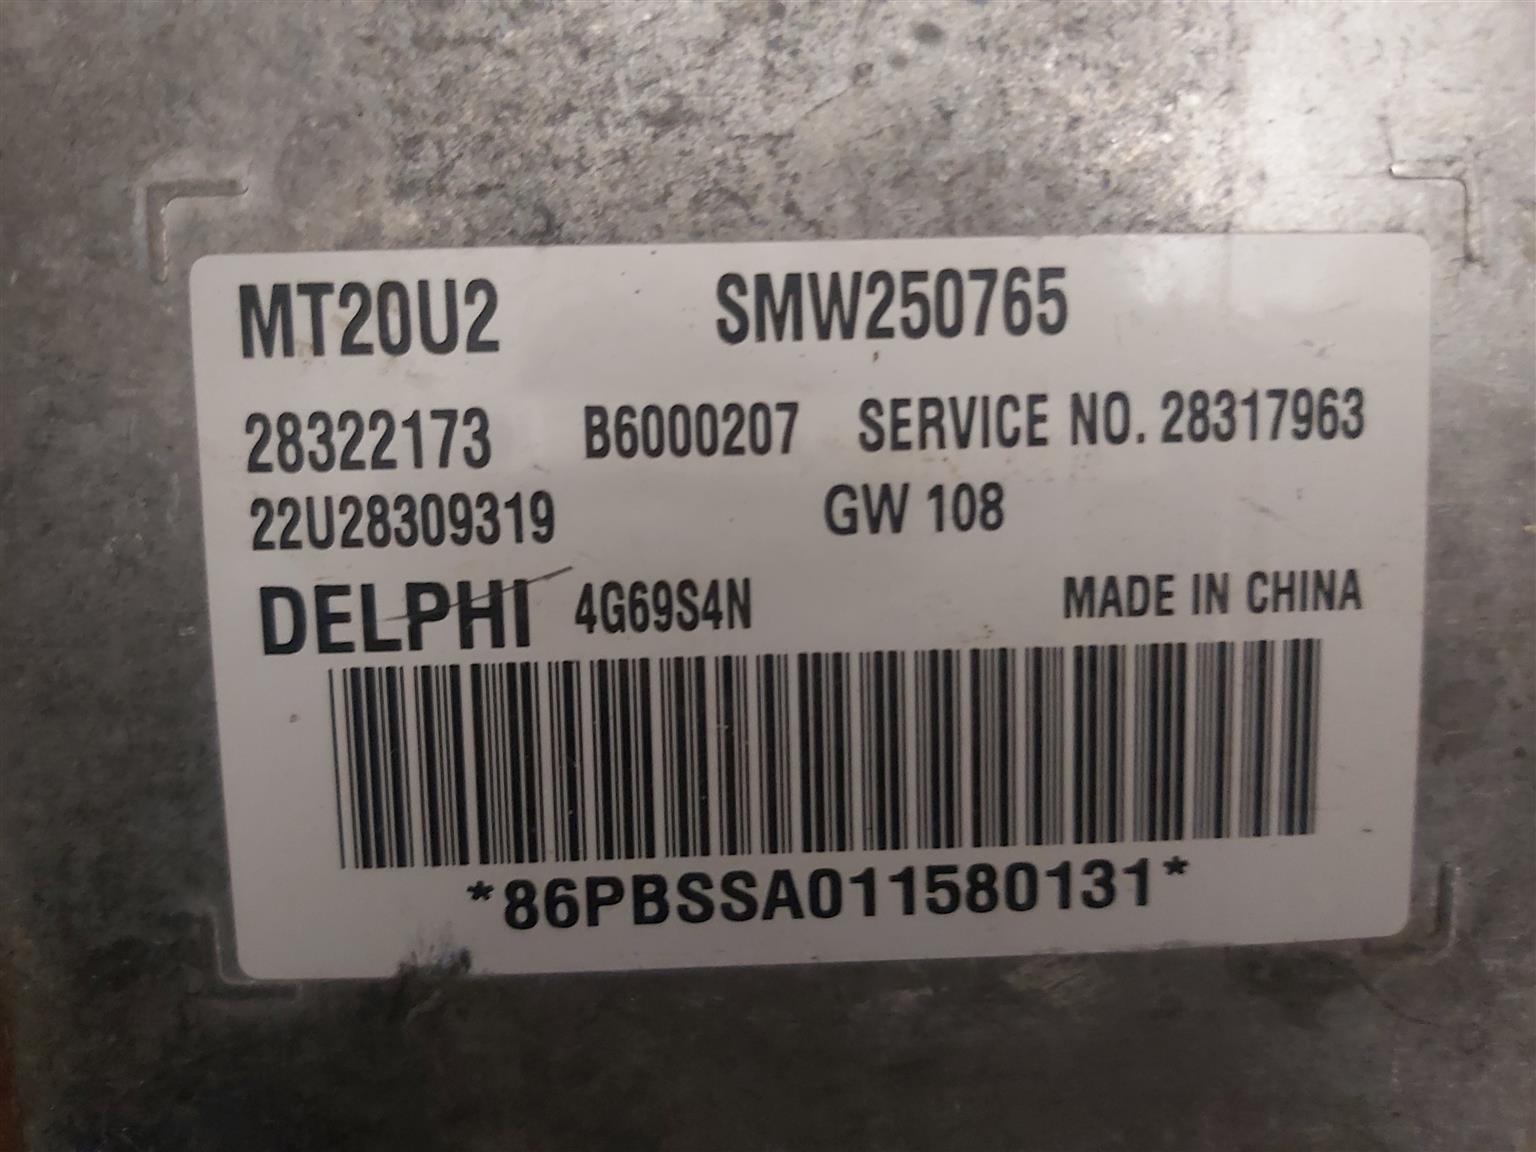 MT20U2 SMW250765
28322173 B6000207 SERVICE NO. 28317963
22U28309319 GW 108
DELPHI 4G69S4N MADE IN CHINA
*86PBSSA011580131*